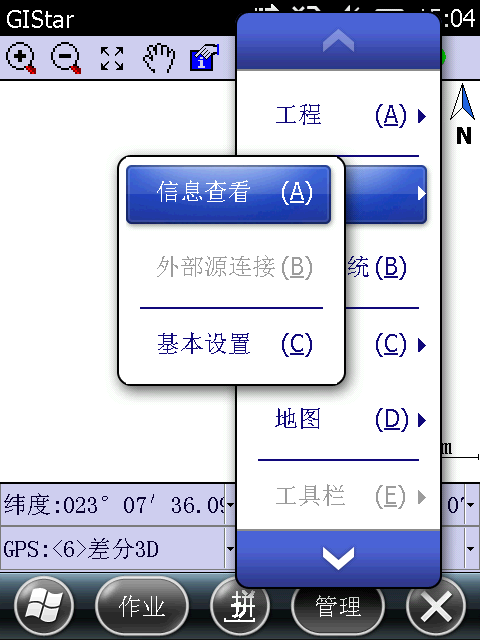 GIStar
:04
工程 (A)
N
信息查看 (A)
外部源连接 (B)
统 (B)
基本设置 (C)
(C)
地图 (D)
m
工具栏 (E)
纬度:023° 07′ 36.09
07
GPS:<6>差分3D
作业
拼
管理